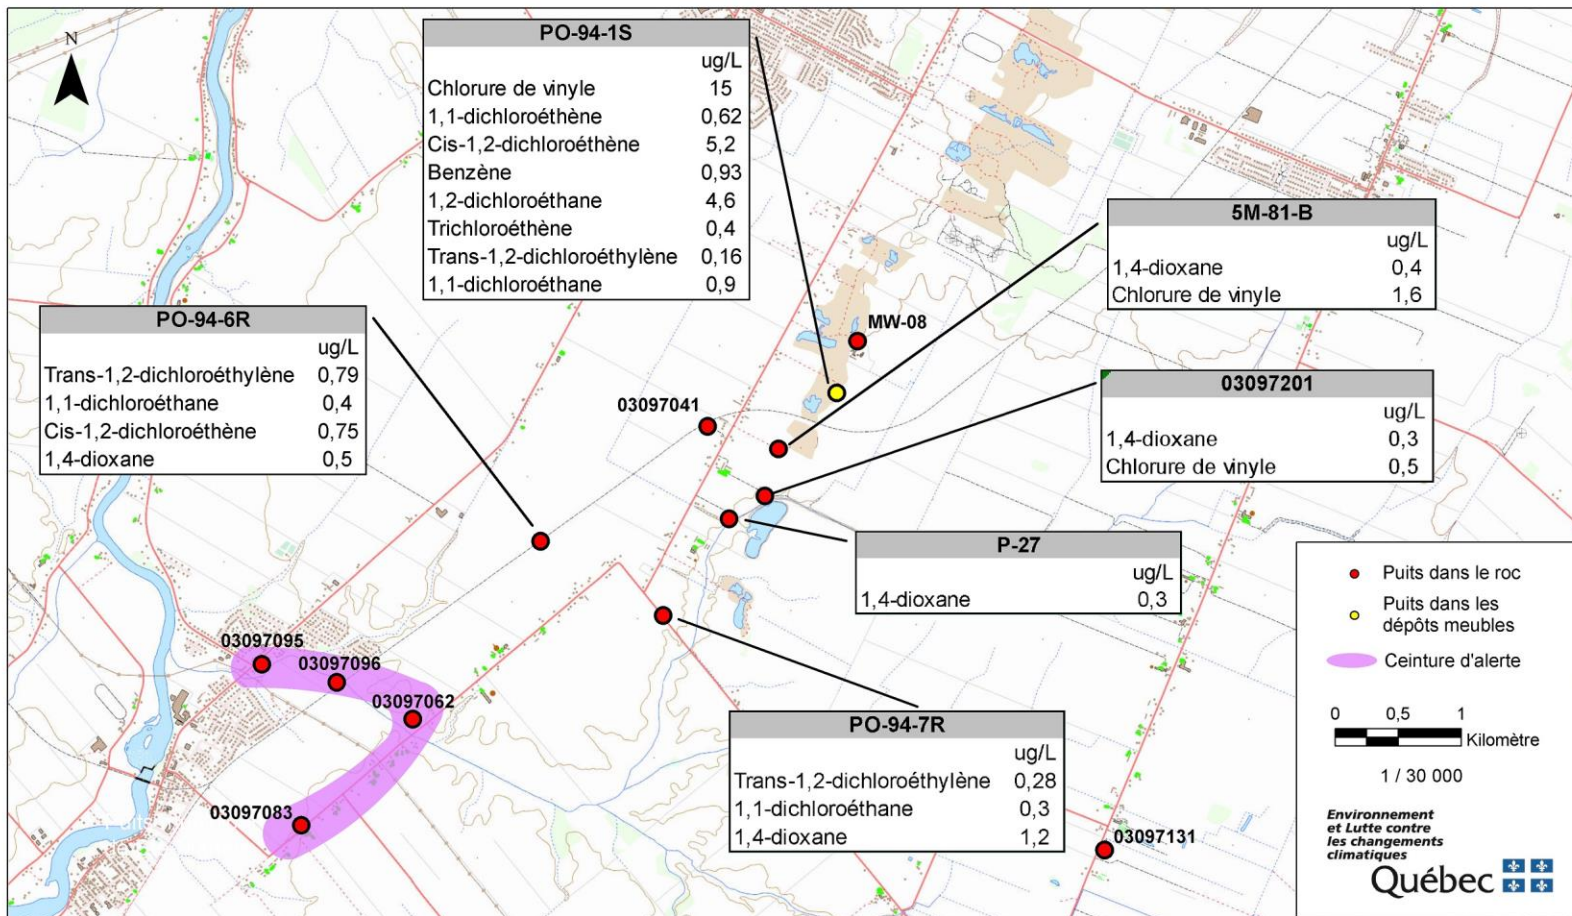 N
PO-94-1S
ug/L
Chlorure de vinyle 15
1,1-dichloroéthène 0,62
Cis-1,2-dichloroéthène 5,2
Benzène 0,93
1,2-dichloroéthane 4,6
Trichloroéthène 0,4
Trans-1,2-dichloroéthylène 0,16
1,1-dichloroéthane 0,9
5M-81-B
ug/L
1,4-dioxane 0,4
Chlorure de vinyle 1,6
PO-94-6R
ug/L
Trans-1,2-dichloroéthylène 0,79
1,1-dichloroéthane 0,4
Cis-1,2-dichloroéthène 0,75
1,4-dioxane 0,5
MW-08
03097041
03097201
ug/L
1,4-dioxane 0,3
Chlorure de vinyle 0,5
P-27
ug/L
1,4-dioxane 0,3
03097095
03097096
03097062
03097083
PO-94-7R
ug/L
Trans-1,2-dichloroéthylène 0,28
1,1-dichloroéthane 0,3
1,4-dioxane 1,2
03097131
Puits dans le roc
Puits dans les
dépôts meubles
Ceinture d'alerte
0 0,5 1
Kilomètre
1 / 30 000
Environnement
et Lutte contre
les changements
climatiques
Québec